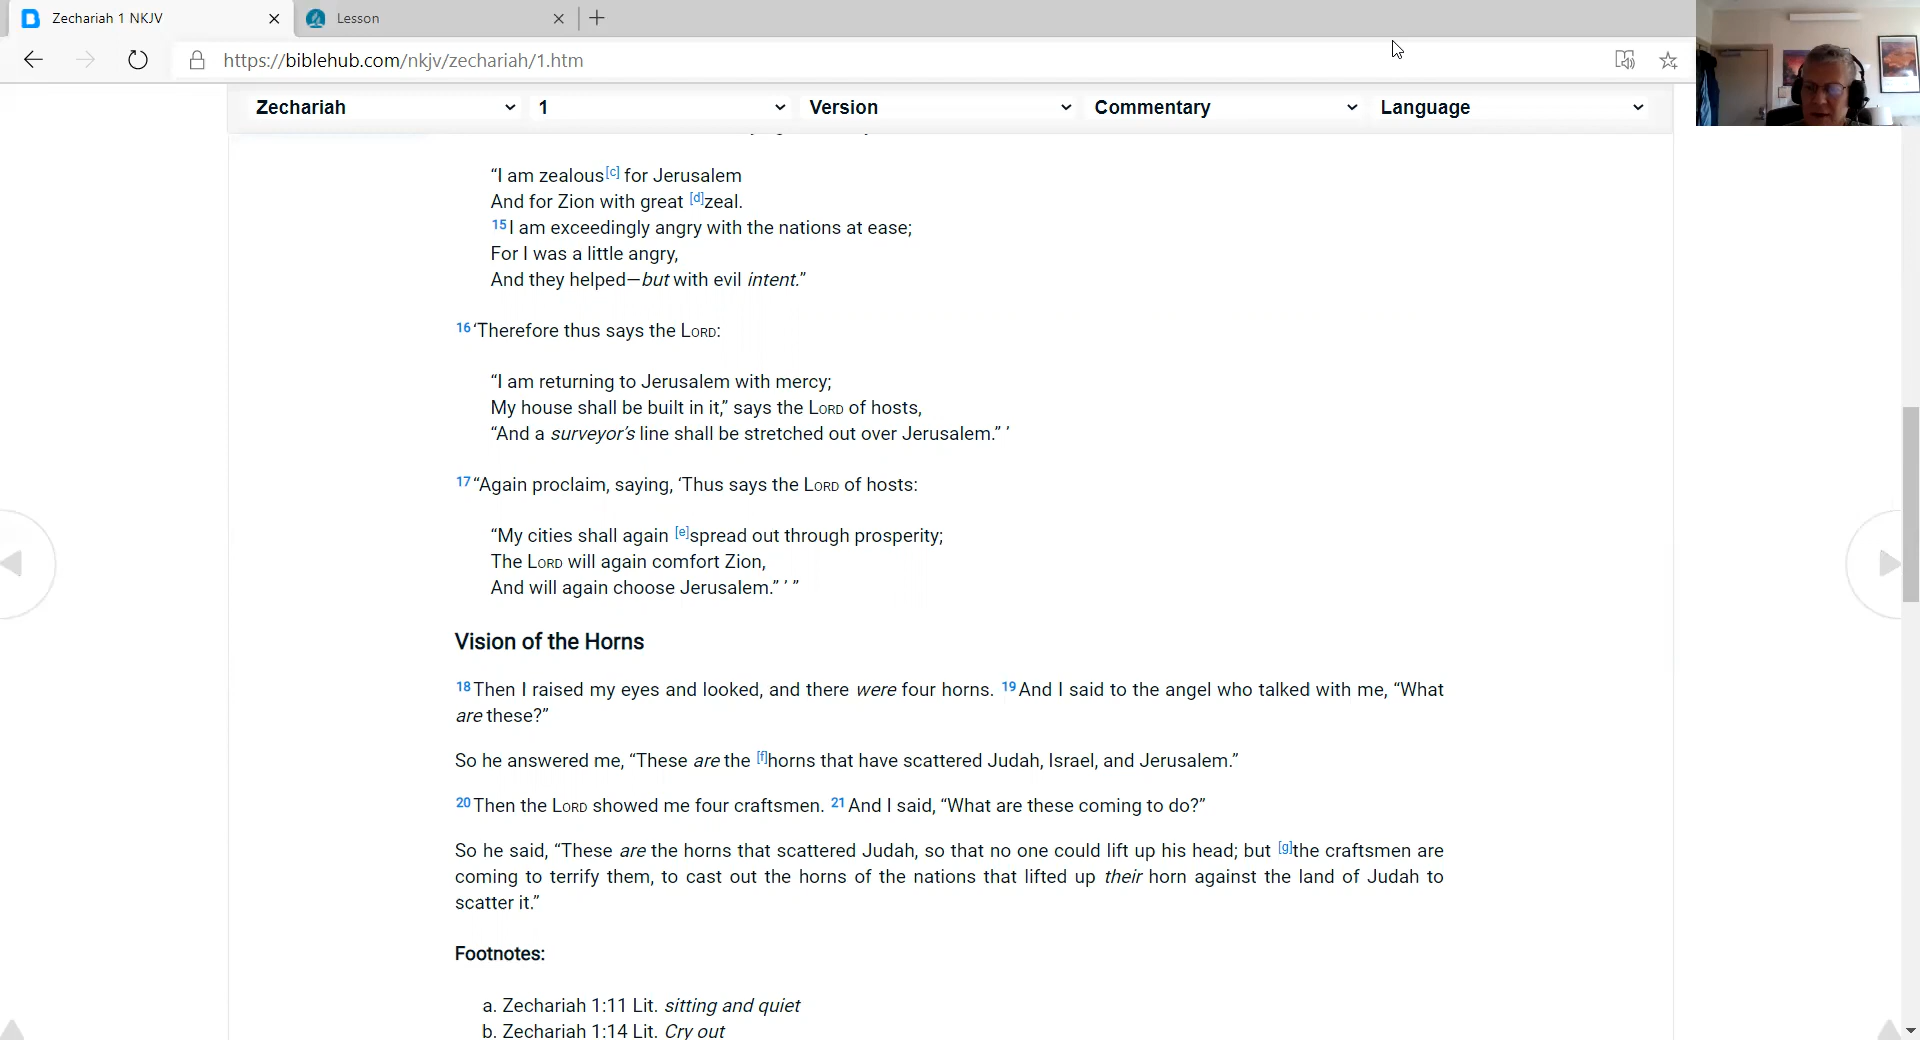 Zechariah 1 NKJV
Lesson
https://biblehub.com/nkjv/zechariah/1.htm
Zechariah 1 Version Commentary Language
“I am zealous[c] for Jerusalem
And for Zion with great [d]zeal.
15 I am exceedingly angry with the nations at ease;
For I was a little angry,
And they helped—but with evil intent.”
16 ‘Therefore thus says the LORD:
“I am returning to Jerusalem with mercy;
My house shall be built in it,” says the LORD of hosts,
“And a surveyor’s line shall be stretched out over Jerusalem.” ’
17 “Again proclaim, saying, ‘Thus says the LORD of hosts:
“My cities shall again [e]spread out through prosperity;
The LORD will again comfort Zion,
And will again choose Jerusalem.” ’ ”
Vision of the Horns
18 Then I raised my eyes and looked, and there were four horns. 19 And I said to the angel who talked with me, “What
are these?”
So he answered me, “These are the [f]horns that have scattered Judah, Israel, and Jerusalem.”
20 Then the LORD showed me four craftsmen. 21 And I said, “What are these coming to do?”
So he said, “These are the horns that scattered Judah, so that no one could lift up his head; but [g]the craftsmen are
coming to terrify them, to cast out the horns of the nations that lifted up their horn against the land of Judah to
scatter it.”
Footnotes:
a. Zechariah 1:11 Lit. sitting and quiet
b. Zechariah 1:14 Lit. Cry out